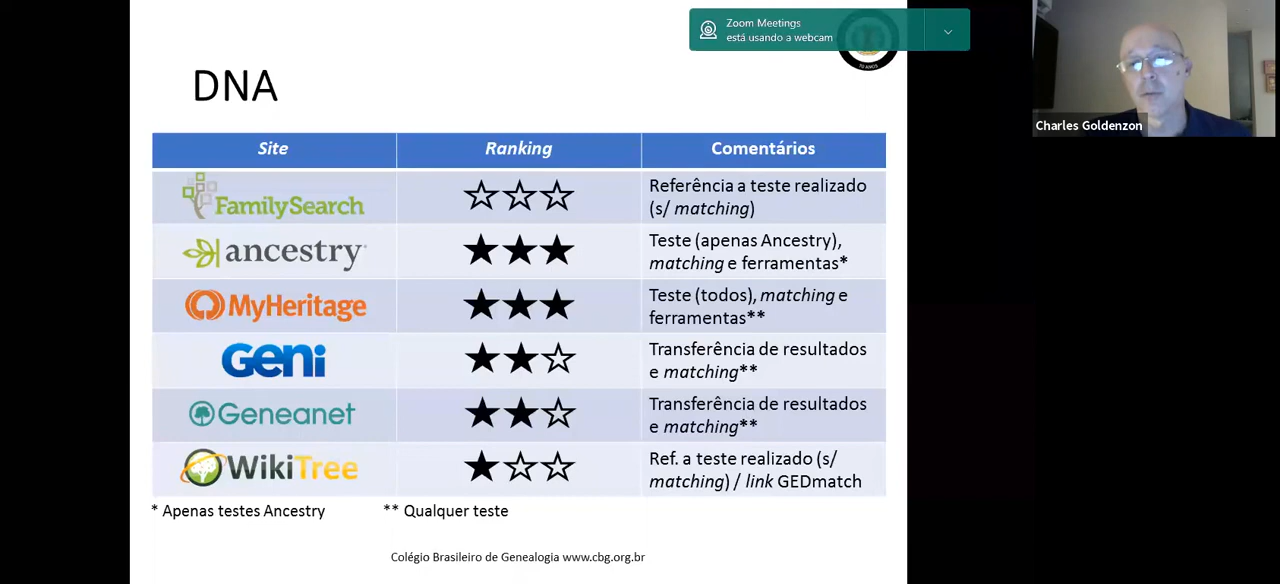 Zoom Meetings
está usando a webcam
70 ANOS
Charles Goldenzon
DNA
Site Ranking Comentários
FamilySearch
Referência a teste realizado
(s/ matching)
ancestry
Teste (apenas Ancestry),
matching e ferramentas*
MyHeritage
Teste (todos), matching e
ferramentas**
Geni
Transferência de resultados
e matching**
Geneanet
Transferência de resultados
e matching**
WikiTree
Ref. a teste realizado (s/
matching) / link GEDmatch
* Apenas testes Ancestry ** Qualquer teste
Colégio Brasileiro de Genealogia www.cbg.org.br